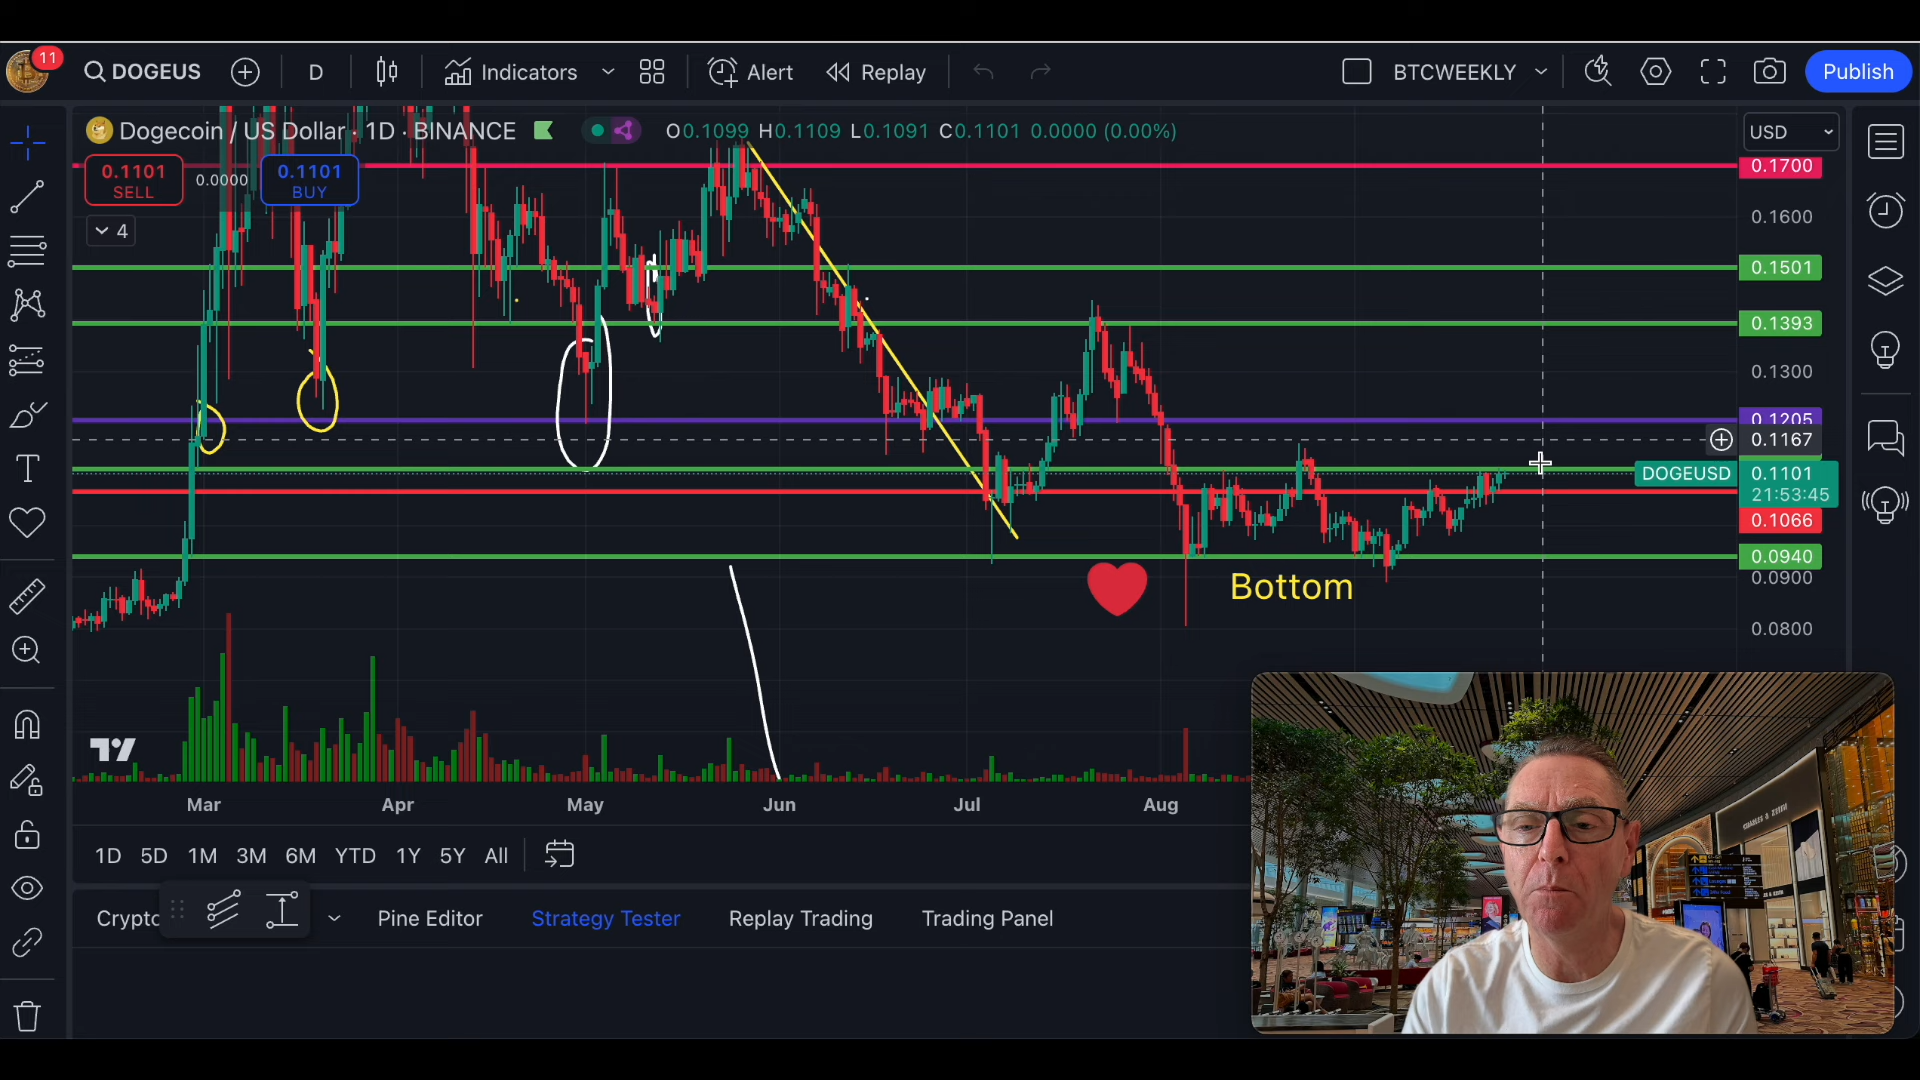 11
DOGEUS
D
Indicators
Alert
Replay
BTCWEEKLY
Publish
Dogecoin / US Dollar · 1D · BINANCE
O0.1099 H0.1109 L0.1091 C0.1101 0.0000 (0.00%)
USD
0.1101
SELL
0.0000
0.1101
BUY
4
0.1700
0.1600
0.1501
0.1393
0.1300
0.1205
0.1167
DOGEUSD
0.1101
21:53:45
0.1066
0.0940
0.0900
0.0800
Bottom
Mar
Apr
May
Jun
Jul
Aug
1D
5D
1M
3M
6M
YTD
1Y
5Y
All
Crypto
Pine Editor
Strategy Tester
Replay Trading
Trading Panel
CHARLES & KEITH